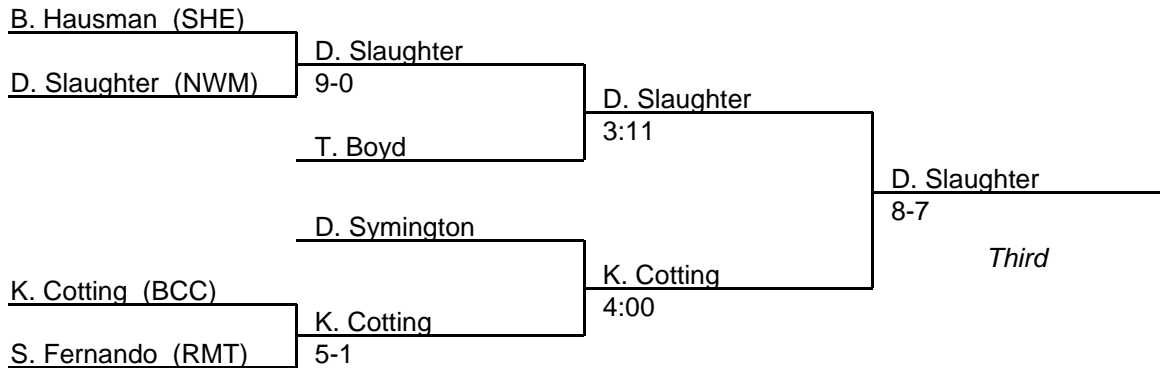 B. Hausman (SHE)
D. Slaughter
D. Slaughter (NWM)
9-0
D. Slaughter
3:11
T. Boyd
D. Slaughter
8-7
D. Symington
Third
K. Cotting
K. Cotting (BCC)
4:00
K. Cotting
S. Fernando (RMT)
5-1